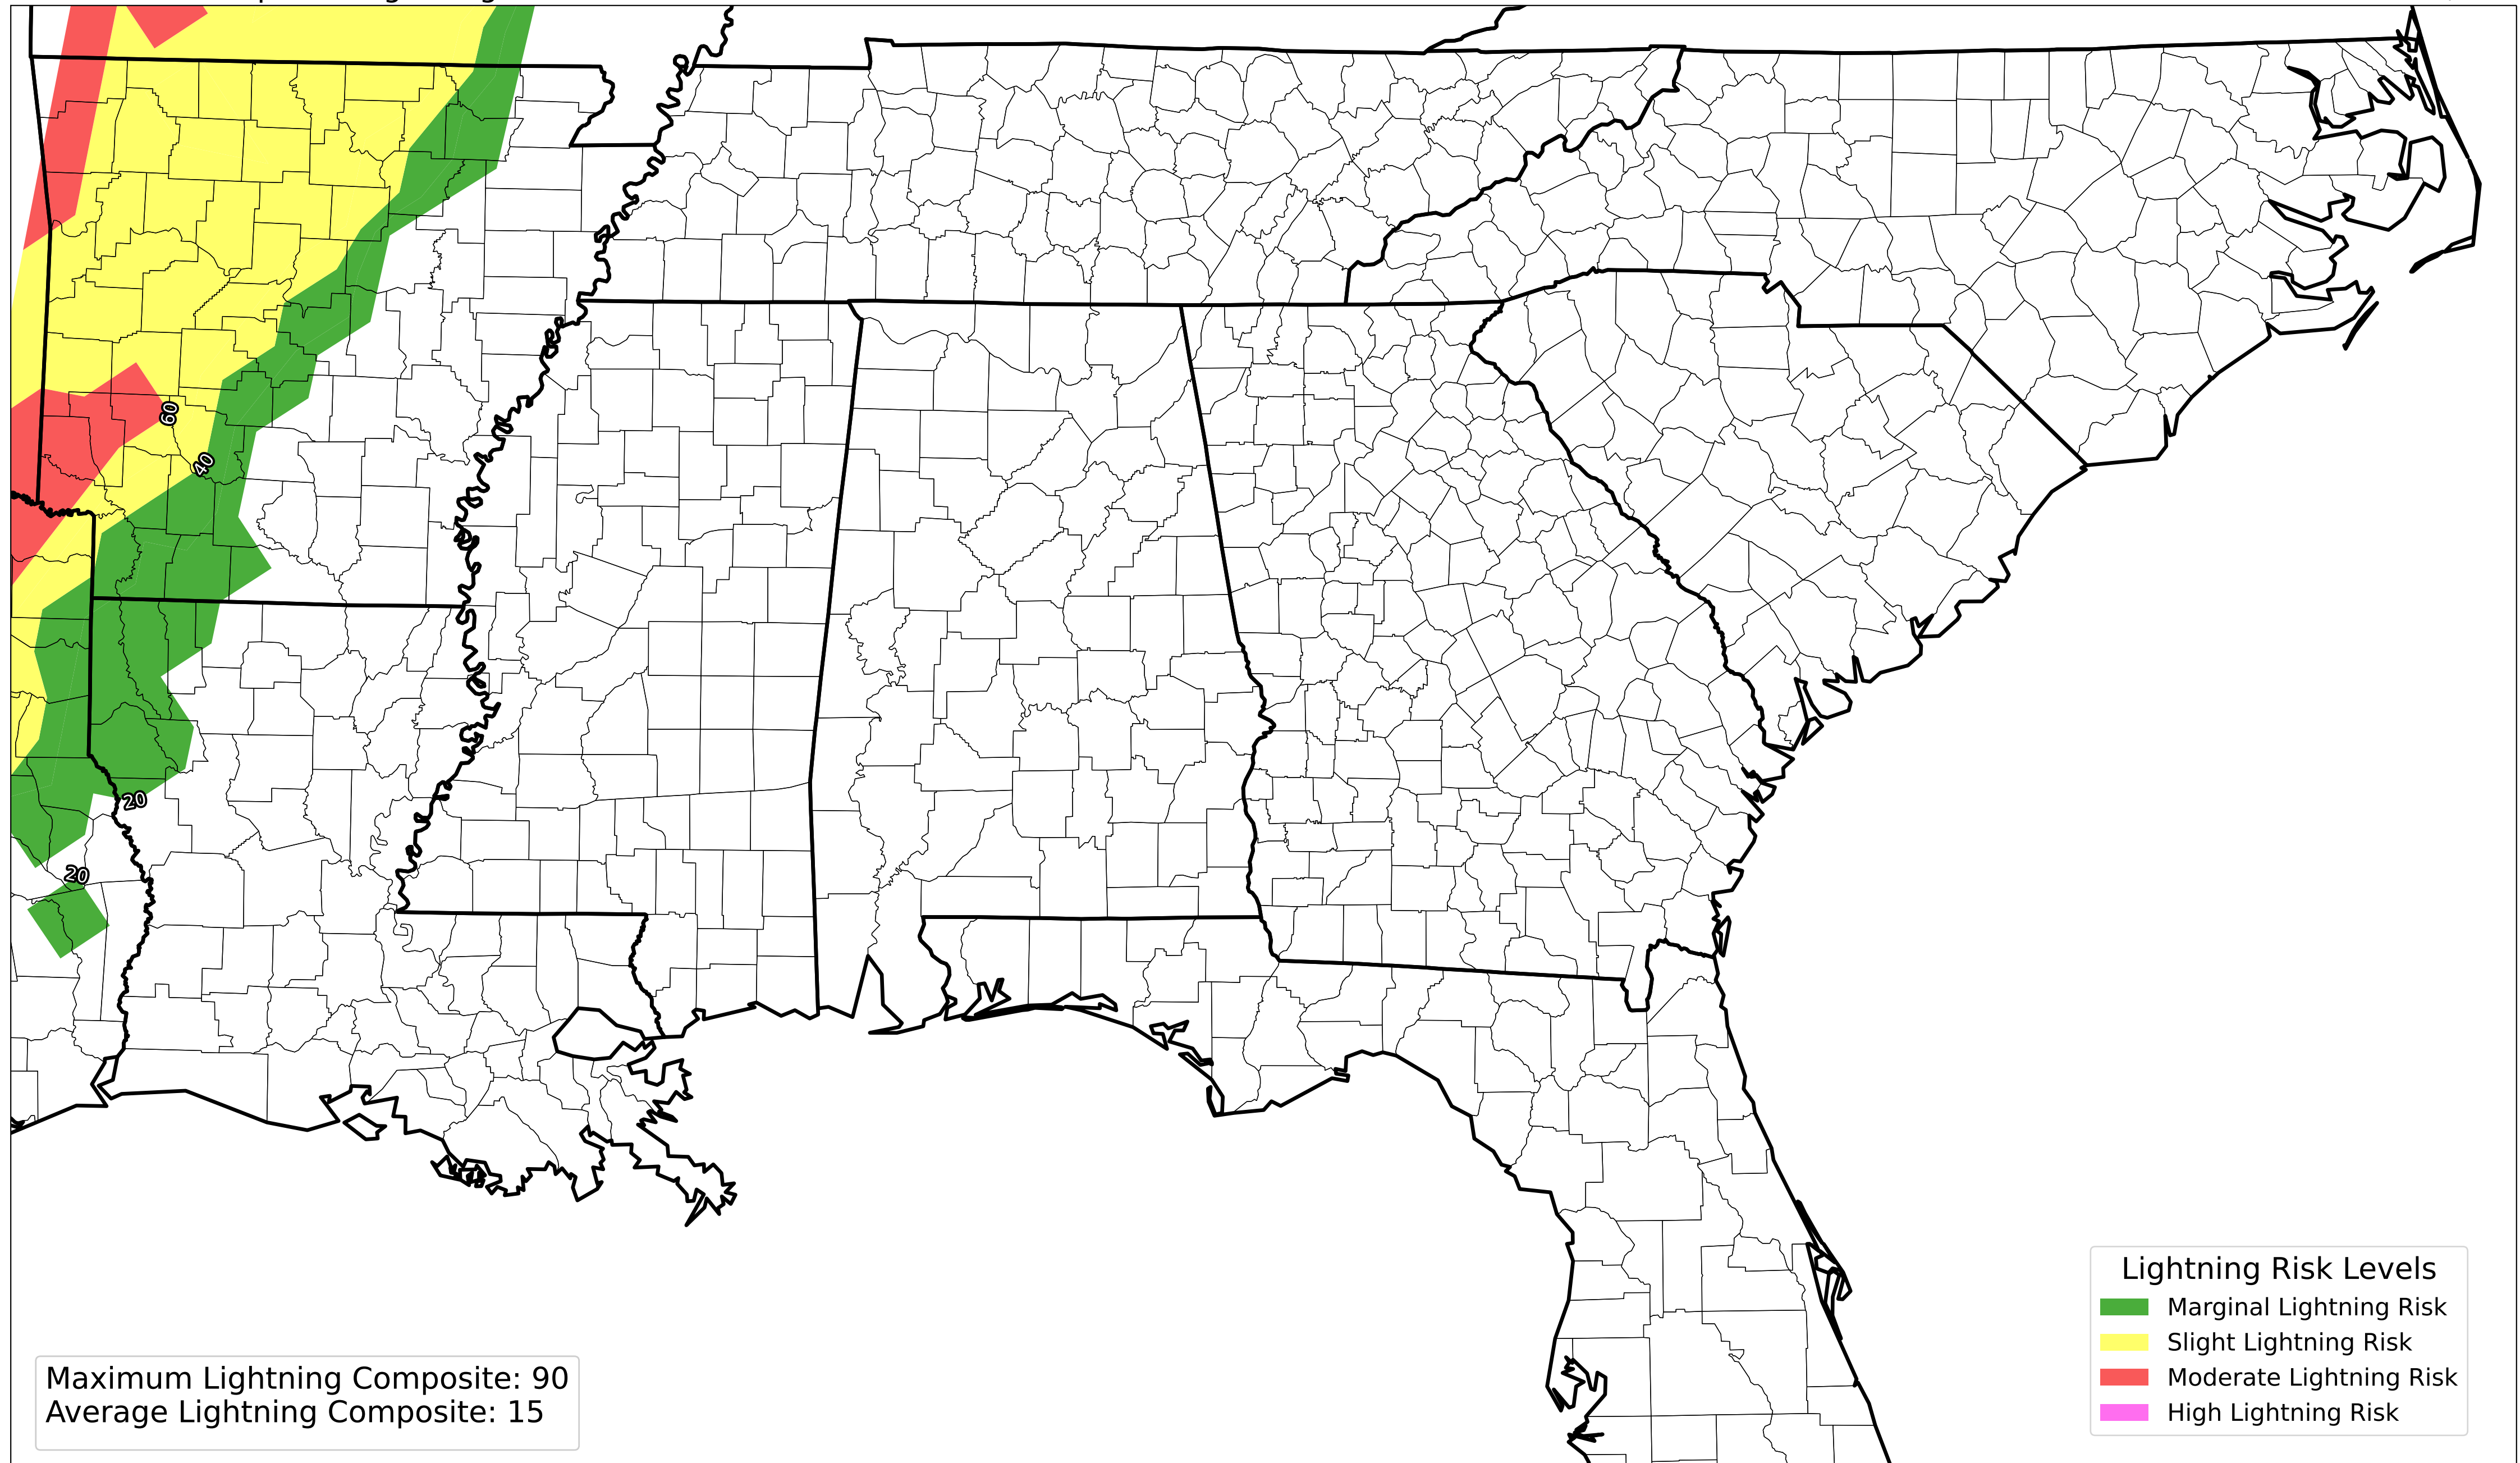 60
40
20
20
Lightning Risk Levels
Marginal Lightning Risk
Slight Lightning Risk
Moderate Lightning Risk
High Lightning Risk
Maximum Lightning Composite: 90
Average Lightning Composite: 15